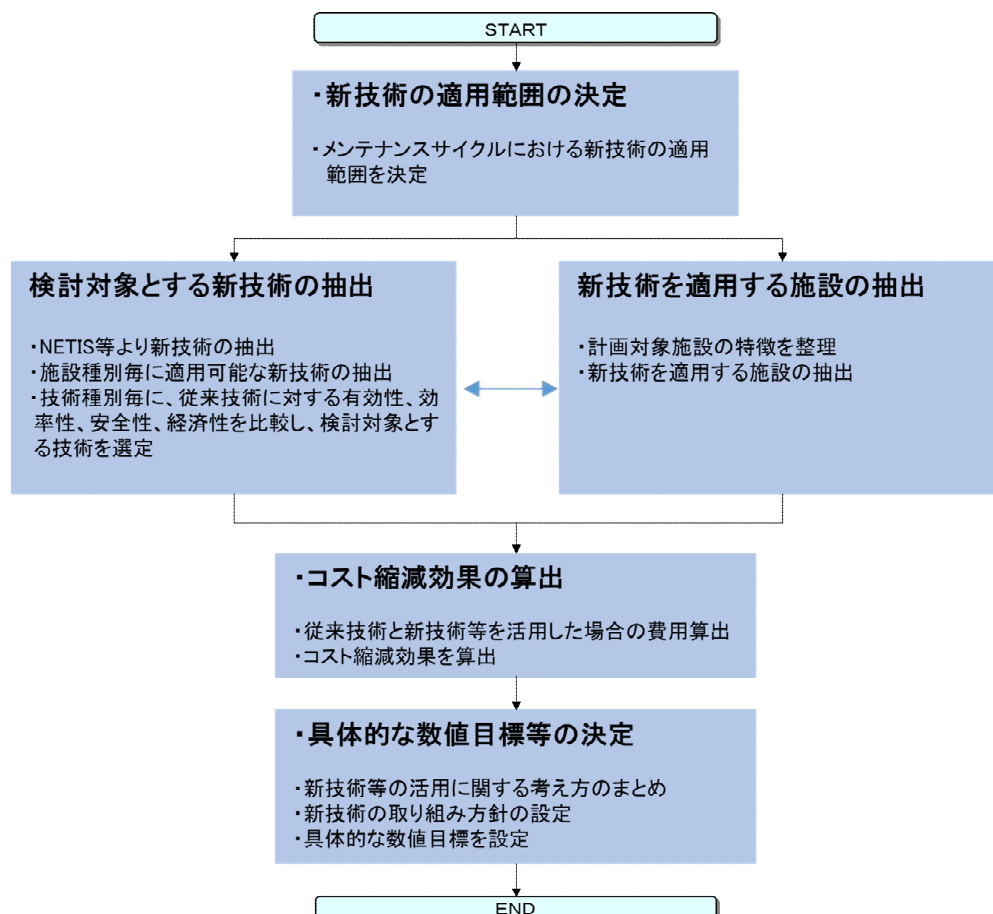 START
・新技術の適用範囲の決定
・メンテナンスサイクルにおける新技術の適用
範囲を決定
検討対象とする新技術の抽出
・NETIS等より新技術の抽出
・施設種別毎に適用可能な新技術の抽出
・技術種別毎に、従来技術に対する有効性、効
率性、安全性、経済性を比較し、検討対象とす
る技術を選定
新技術を適用する施設の抽出
・計画対象施設の特徴を整理
・新技術を適用する施設の抽出
・コスト縮減効果の算出
・従来技術と新技術等を活用した場合の費用算出
・コスト縮減効果を算出
・具体的な数値目標等の決定
・新技術等の活用に関する考え方のまとめ
・新技術の取り組み方針の設定
・具体的な数値目標を設定
END